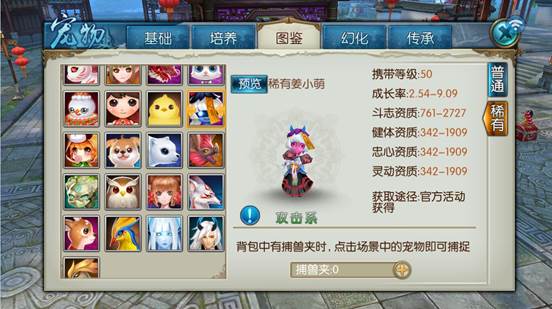 宠物
基础
培养
图鉴
幻化
传承
预览
稀有姜小萌
携带等级:50
成长率:2.54-9.09
斗志资质:761-2727
健体资质:342-1909
忠心资质:342-1909
灵动资质:342-1909
获取途径:官方活动
获得
普通
稀有
攻击系
背包中有捕兽夹时，点击场景中的宠物即可捕捉
捕兽夹:0